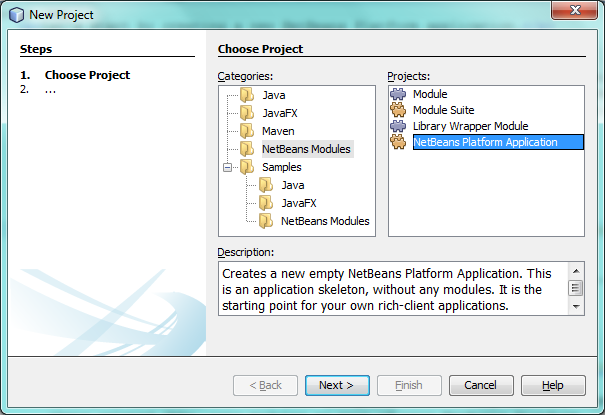 New Project
Steps
1. Choose Project
2. ...
Choose Project
Categories:
Java
JavaFX
Maven
NetBeans Modules
Samples
Java
JavaFX
NetBeans Modules
Projects:
Module
Module Suite
Library Wrapper Module
NetBeans Platform Application
Description:
Creates a new empty NetBeans Platform Application. This
is an application skeleton, without any modules. It is the
starting point for your own rich-client applications.
< Back
Next >
Finish
Cancel
Help